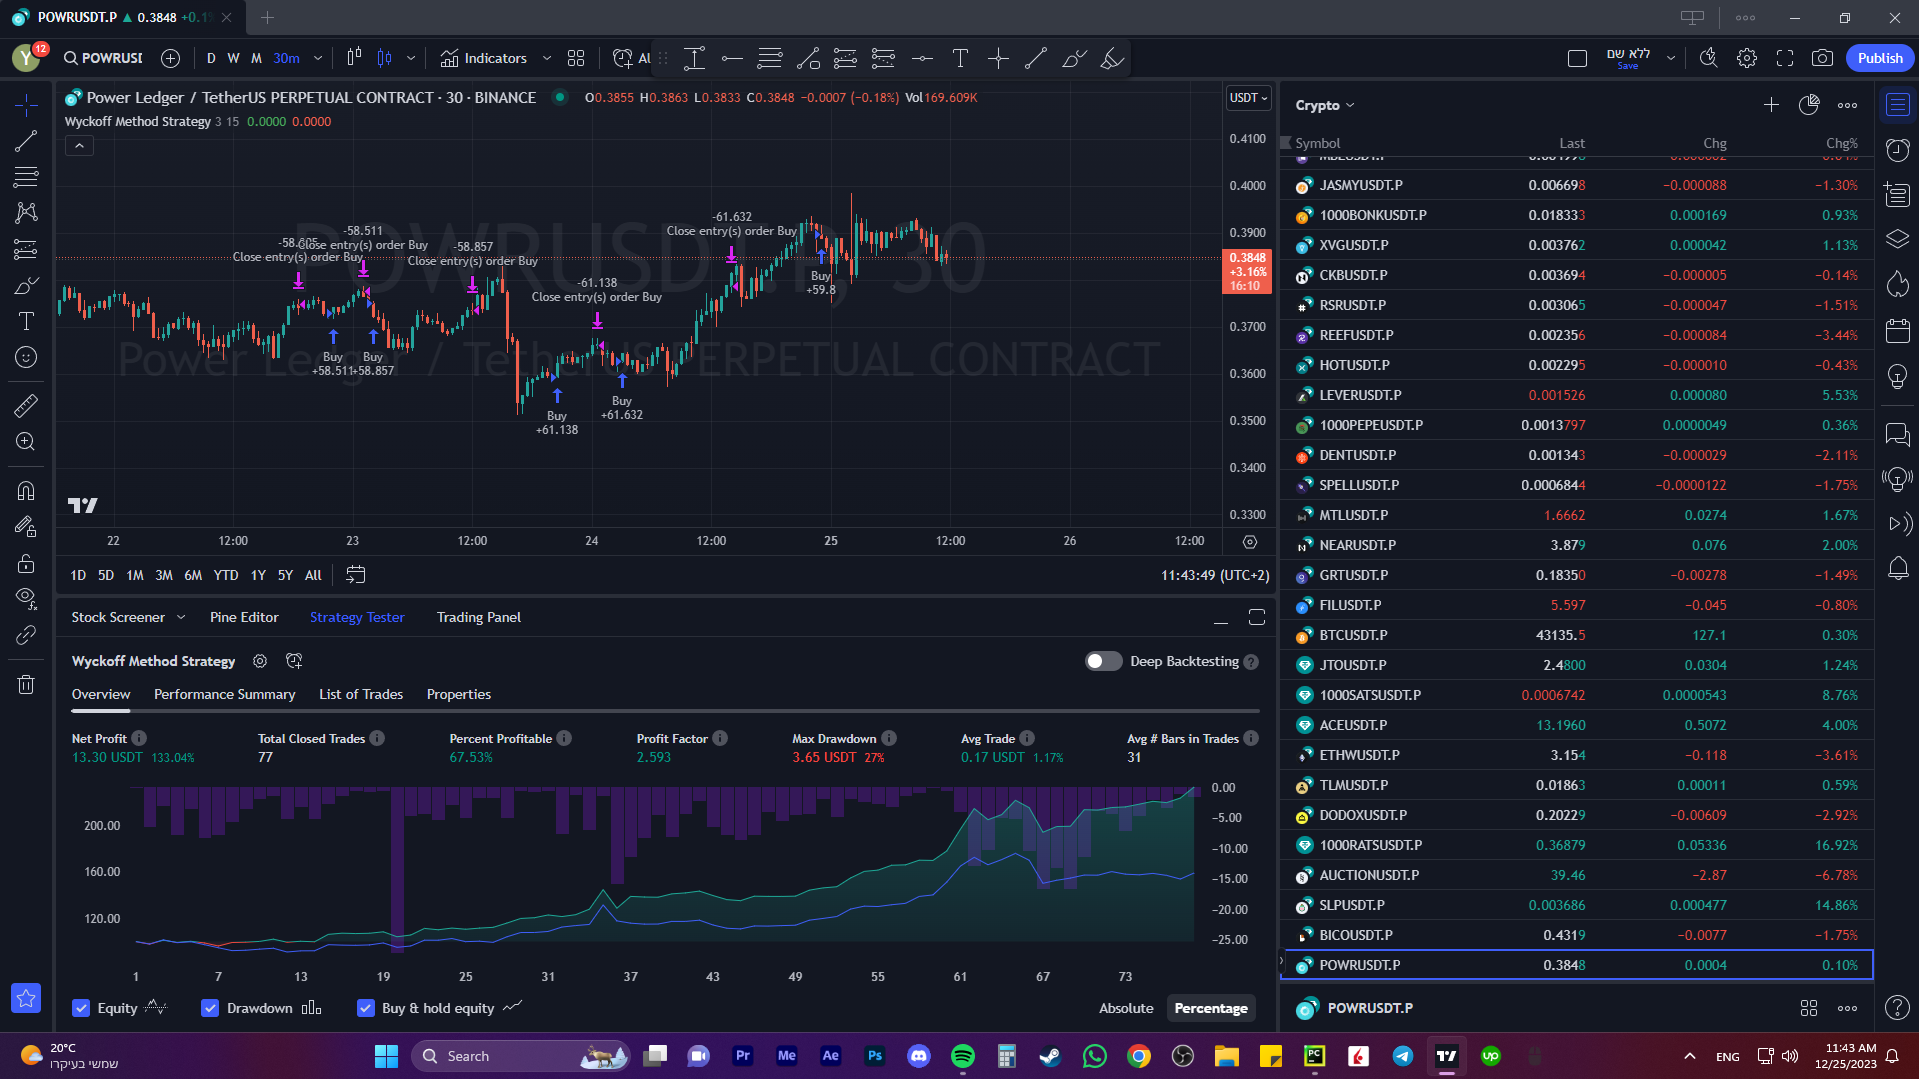 POWRUSDT.P ▲ 0.3848 +0.1
Y 12 POWRUSI D W M 30m Indicators Al T ללא שם Save Publish
Power Ledger / TetherUS PERPETUAL CONTRACT · 30 · BINANCE O0.3855 H0.3863 L0.3833 C0.3848 −0.0007 (−0.18%) Vol169.609K
USDT
Wyckoff Method Strategy 3 15 0.0000 0.0000
POWRUSDT.P, 30
Power Ledger / TetherUS PERPETUAL CONTRACT
-58.511
Close entry(s) order Buy
Close entry(s) order Buy
-58.857
Close entry(s) order Buy
-61.138
Close entry(s) order Buy
-61.632
Close entry(s) order Buy
Buy
+58.511
Buy
+58.857
Buy
+61.138
Buy
+61.632
Buy
+59.8
0.4100
0.4000
0.3900
0.3848
+3.16%
16:10
0.3700
0.3600
0.3500
0.3400
0.3300
22 12:00 23 12:00 24 12:00 25 12:00 26 12:00
1D 5D 1M 3M 6M YTD 1Y 5Y All 11:43:49 (UTC+2)
Stock Screener Pine Editor Strategy Tester Trading Panel
Wyckoff Method Strategy Deep Backtesting
Overview Performance Summary List of Trades Properties
Net Profit Total Closed Trades Percent Profitable Profit Factor Max Drawdown Avg Trade Avg # Bars in Trades
13.30 USDT 133.04% 77 67.53% 2.593 3.65 USDT 27% 0.17 USDT 1.17% 31
200.00
160.00
120.00
0.00
−5.00
−10.00
−15.00
−20.00
−25.00
1 7 13 19 25 31 37 43 49 55 61 67 73
Equity Drawdown Buy & hold equity Absolute Percentage
Crypto
Symbol Last Chg Chg%
JASMYUSDT.P 0.006698 −0.000088 −1.30%
1000BONKUSDT.P 0.018333 0.000169 0.93%
XVGUSDT.P 0.003762 0.000042 1.13%
CKBUSDT.P 0.003694 −0.000005 −0.14%
RSRUSDT.P 0.003065 −0.000047 −1.51%
REEFUSDT.P 0.002356 −0.000084 −3.44%
HOTUSDT.P 0.002295 −0.000010 −0.43%
LEVERUSDT.P 0.001526 0.000080 5.53%
1000PEPEUSDT.P 0.0013797 0.0000049 0.36%
DENTUSDT.P 0.001343 −0.000029 −2.11%
SPELLUSDT.P 0.0006844 −0.0000122 −1.75%
MTLUSDT.P 1.6662 0.0274 1.67%
NEARUSDT.P 3.879 0.076 2.00%
GRTUSDT.P 0.18350 −0.00278 −1.49%
FILUSDT.P 5.597 −0.045 −0.80%
BTCUSDT.P 43135.5 127.1 0.30%
JTOUSDT.P 2.4800 0.0304 1.24%
1000SATSUSDT.P 0.0006742 0.0000543 8.76%
ACEUSDT.P 13.1960 0.5072 4.00%
ETHWUSDT.P 3.154 −0.118 −3.61%
TLMUSDT.P 0.01863 0.00011 0.59%
DODOXUSDT.P 0.20229 −0.00609 −2.92%
1000RATSUSDT.P 0.36879 0.05336 16.92%
AUCTIONUSDT.P 39.46 −2.87 −6.78%
SLPUSDT.P 0.003686 0.000477 14.86%
BICOUSDT.P 0.4319 −0.0077 −1.75%
POWRUSDT.P 0.3848 0.0004 0.10%
POWRUSDT.P
20°C
שמשי בעיקרו
Search
Pr Me Ae Ps PC up
ENG
11:43 AM
12/25/2023